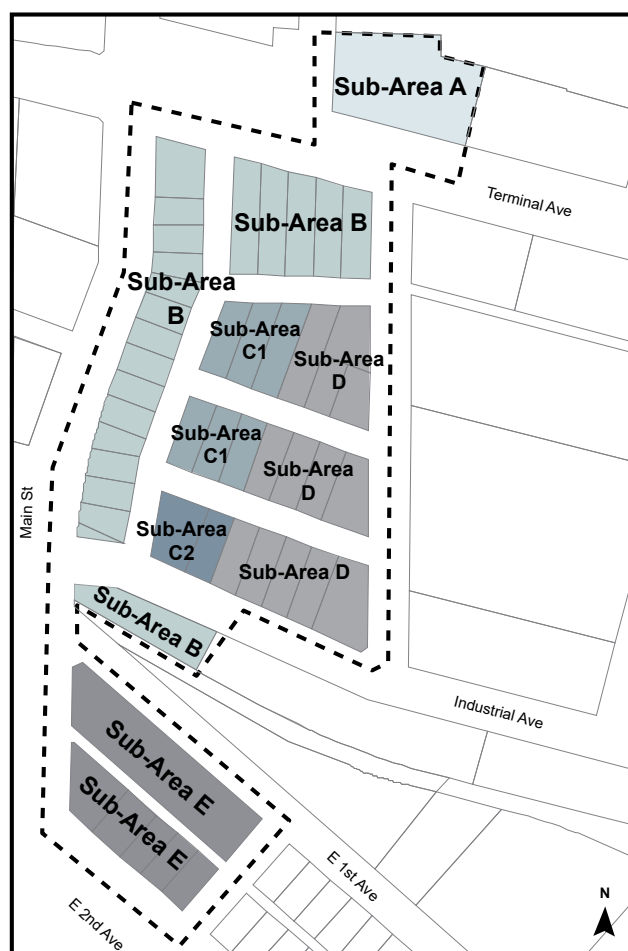 Sub-Area A
Terminal Ave
Sub-Area B
Sub-Area
B
Sub-Area
C1
Sub-Area
D
Sub-Area
C1
Sub-Area
D
Main St
Sub-Area
C2
Sub-Area D
Sub-Area B
Industrial Ave
Sub-Area E
Sub-Area E
E 1st Ave
E 2nd Ave
N